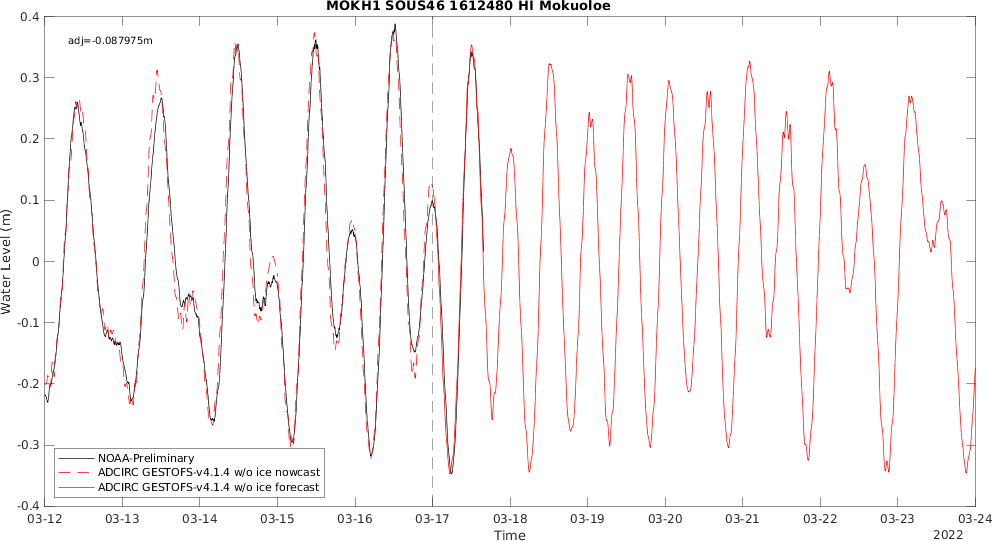 MOKH1 SOUS46 1612480 HI Mokuoloe
adj=-0.087975m
0.4
0.3
0.2
0.1
0
-0.1
-0.2
-0.3
-0.4
Water Level (m)
NOAA-Preliminary
ADCIRC GESTOFS-v4.1.4 w/o ice nowcast
ADCIRC GESTOFS-v4.1.4 w/o ice forecast
03-12 03-13 03-14 03-15 03-16 03-17 03-18 03-19 03-20 03-21 03-22 03-23 03-24
Time
2022